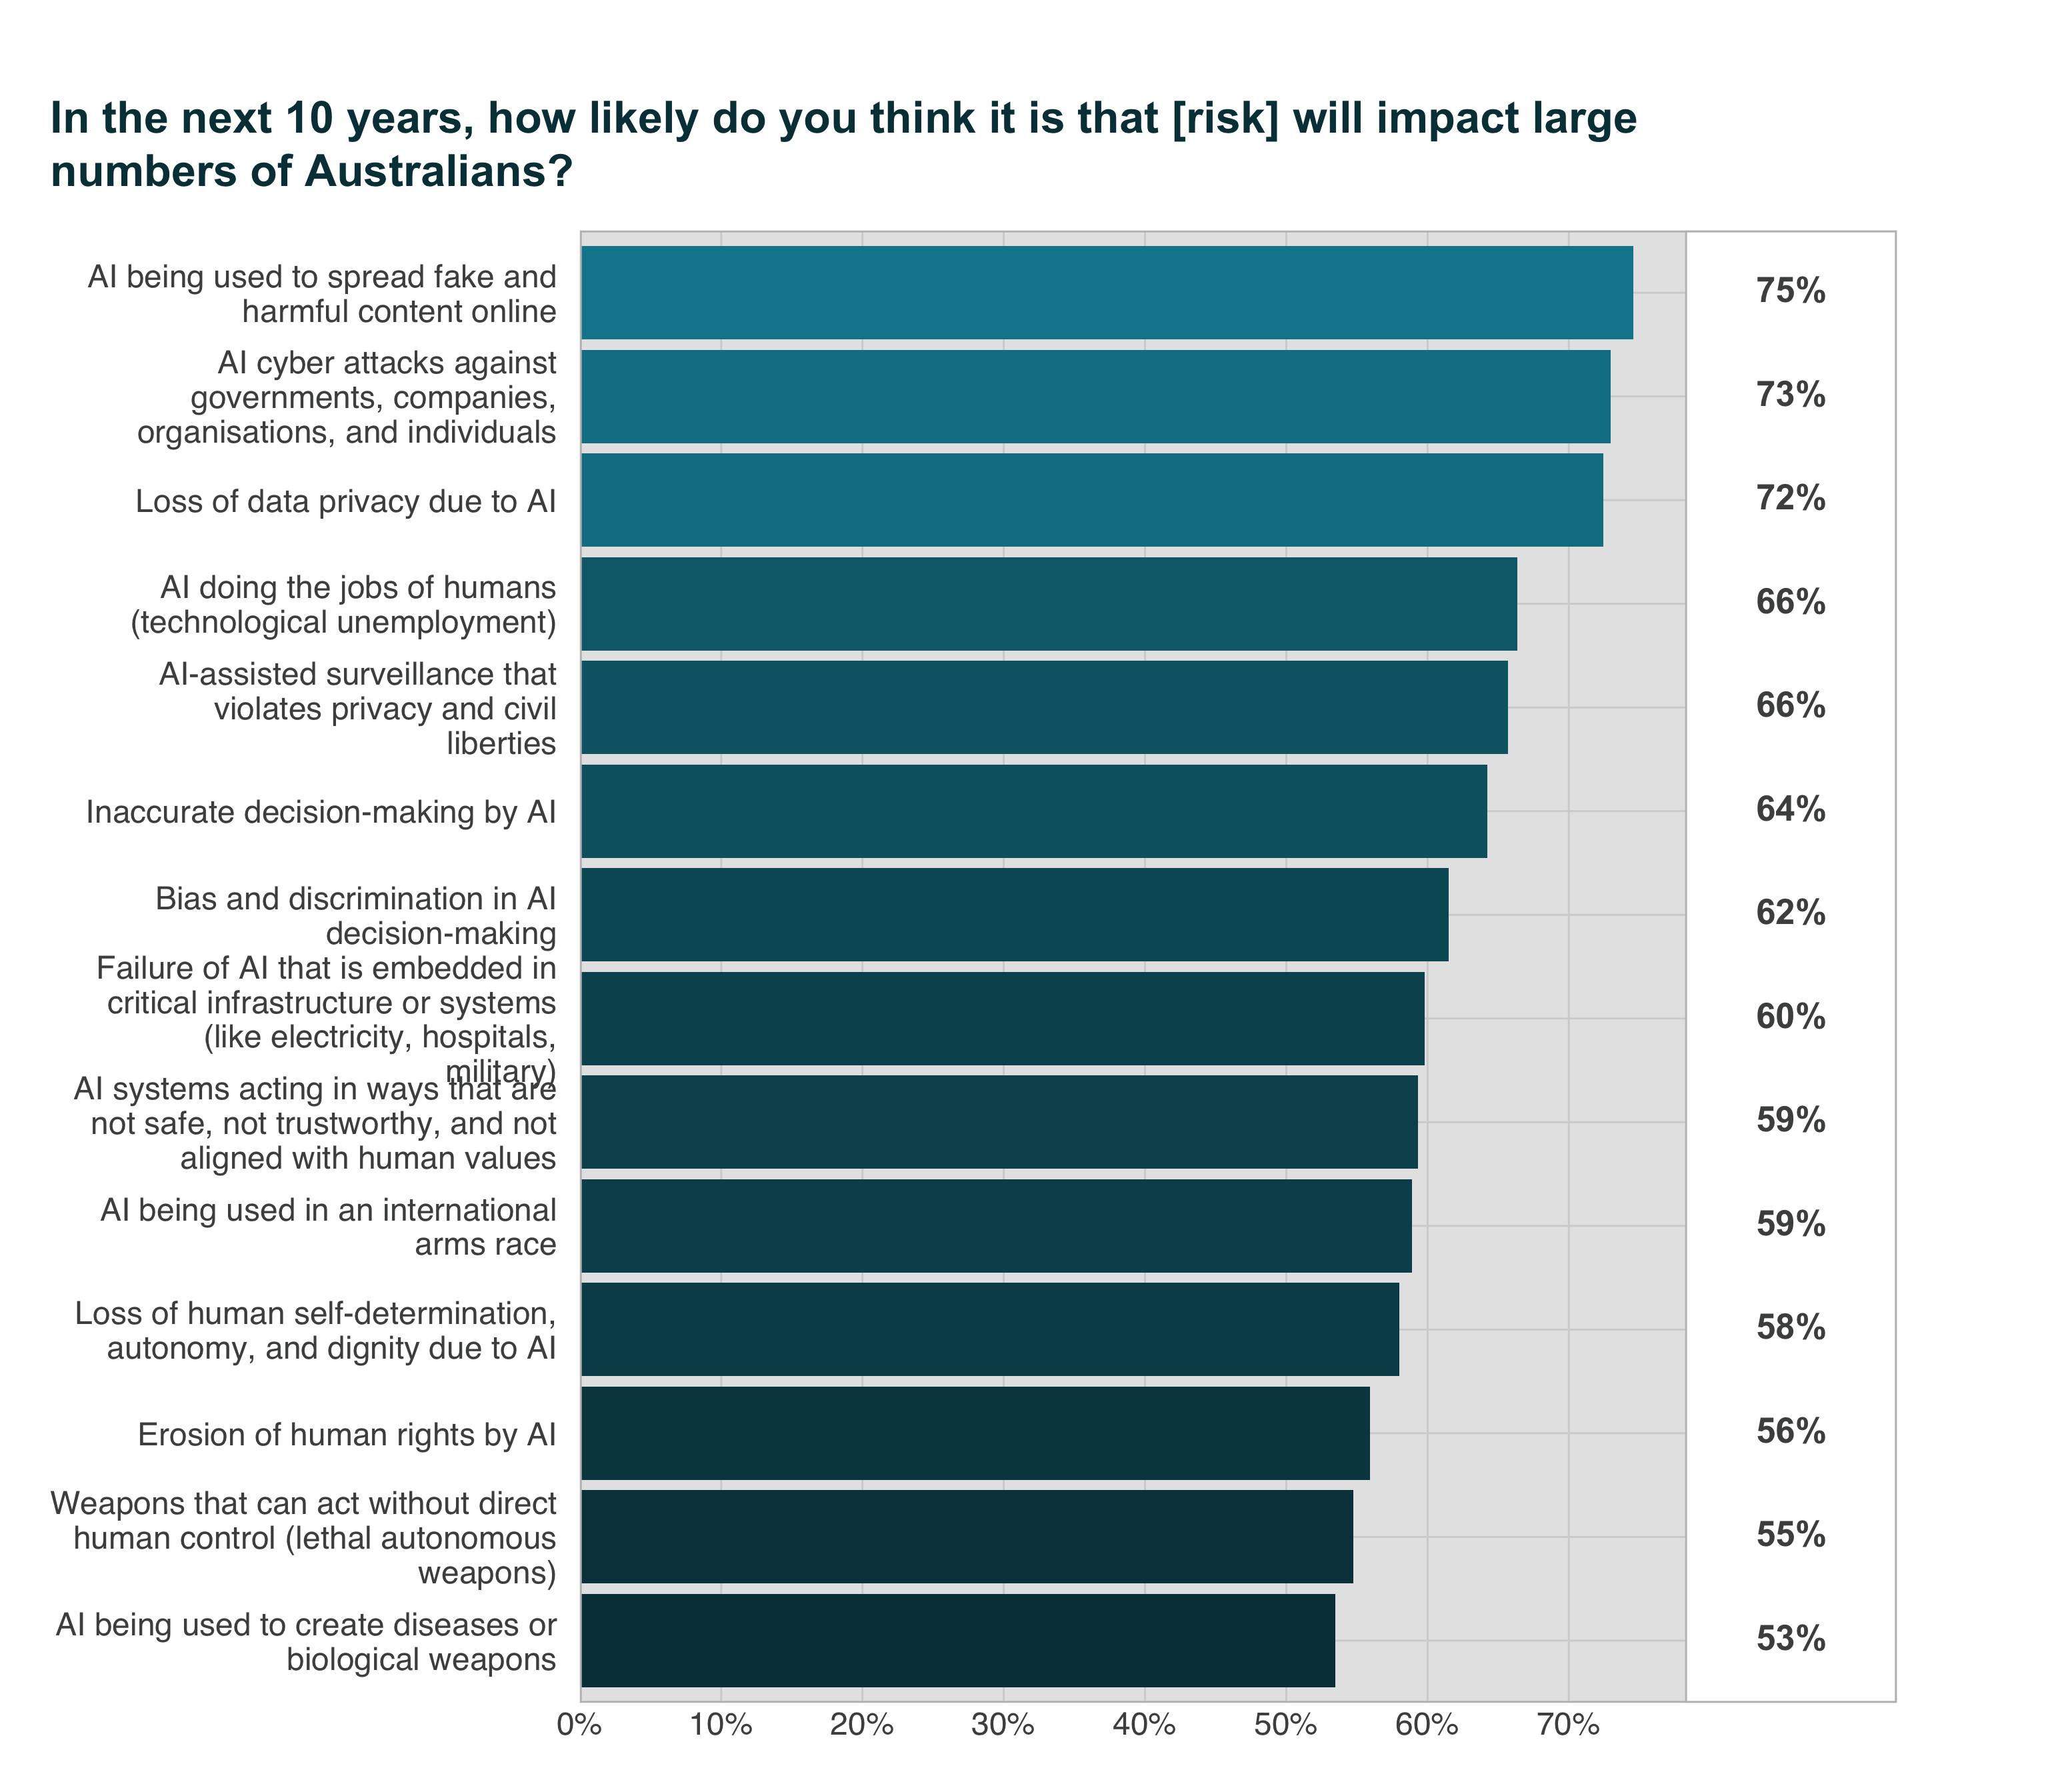 In the next 10 years, how likely do you think it is that [risk] will impact large
numbers of Australians?
AI being used to spread fake and
harmful content online
75%
AI cyber attacks against
governments, companies,
organisations, and individuals
73%
Loss of data privacy due to AI
72%
AI doing the jobs of humans
(technological unemployment)
66%
AI-assisted surveillance that
violates privacy and civil
liberties
66%
Inaccurate decision-making by AI
64%
Bias and discrimination in AI
decision-making
62%
Failure of AI that is embedded in
critical infrastructure or systems
(like electricity, hospitals,
military)
60%
AI systems acting in ways that are
not safe, not trustworthy, and not
aligned with human values
59%
AI being used in an international
arms race
59%
Loss of human self-determination,
autonomy, and dignity due to AI
58%
Erosion of human rights by AI
56%
Weapons that can act without direct
human control (lethal autonomous
weapons)
55%
AI being used to create diseases or
biological weapons
53%
0% 10% 20% 30% 40% 50% 60% 70%